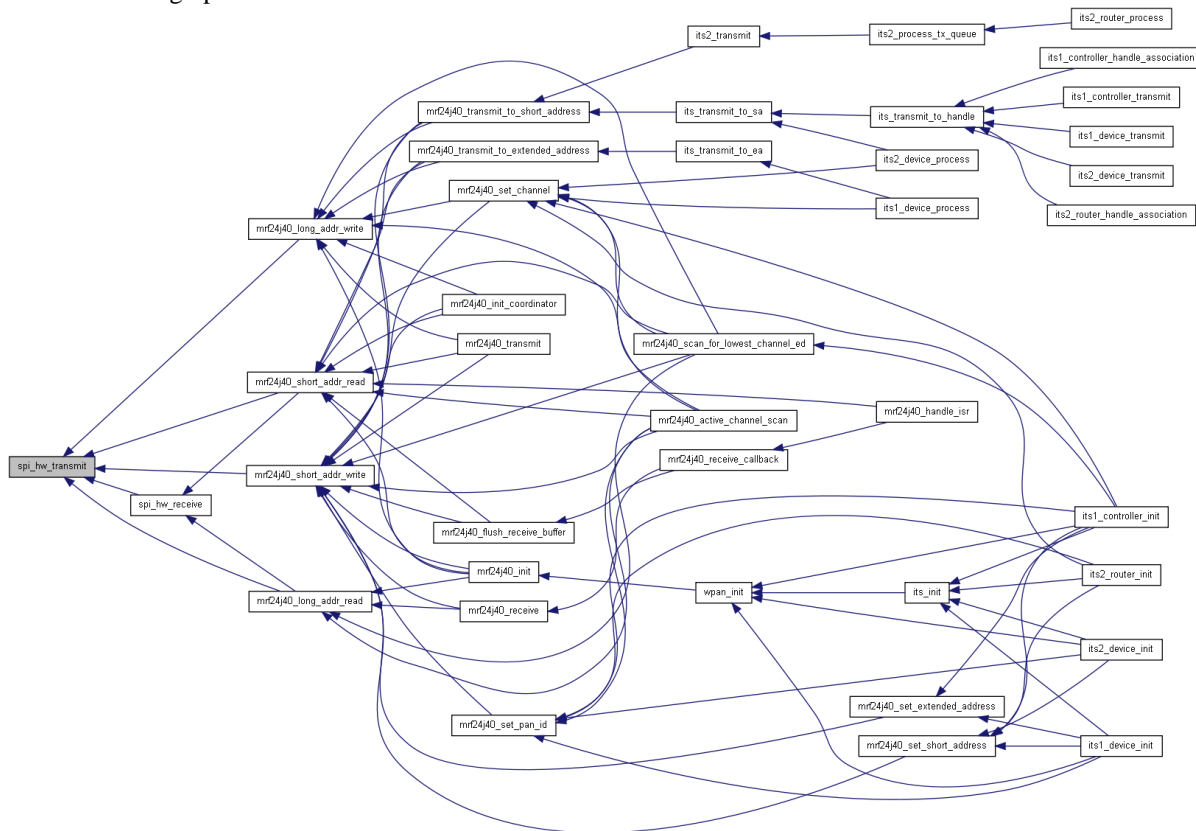 its2_router_process
its2_transmit
its2_process_tx_queue
its1_controller_handle_association
its1_controller_transmit
mrf24j40_transmit_to_short_address
its_transmit_to_sa
its_transmit_to_handle
its1_device_transmit
mrf24j40_transmit_to_extended_address
its_transmit_to_ea
its2_device_process
its2_device_transmit
mrf24j40_set_channel
its1_device_process
its2_router_handle_association
mrf24j40_long_addr_write
mrf24j40_init_coordinator
mrf24j40_transmit
mrf24j40_scan_for_lowest_channel_ed
mrf24j40_short_addr_read
mrf24j40_handle_isr
mrf24j40_active_channel_scan
mrf24j40_receive_callback
spi_hw_transmit
mrf24j40_short_addr_write
spi_hw_receive
its1_controller_init
mrf24j40_flush_receive_buffer
mrf24j40_init
its2_router_init
wpan_init
its_init
mrf24j40_long_addr_read
mrf24j40_receive
its2_device_init
mrf24j40_set_extended_address
mrf24j40_set_pan_id
mrf24j40_set_short_address
its1_device_init